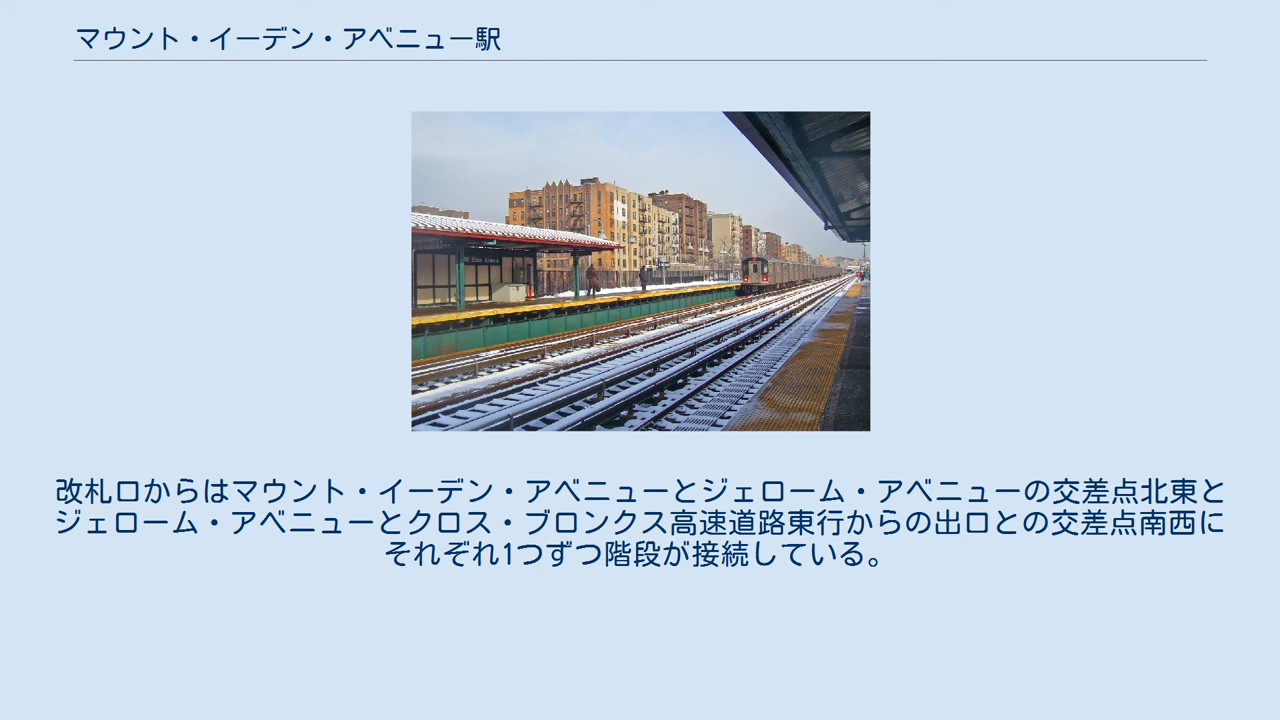 マウント・イーデン・アベニュー駅
改札口からはマウント・イーデン・アベニューとジェローム・アベニューの交差点北東と
ジェローム・アベニューとクロス・ブロンクス高速道路東行からの出口との交差点南西に
それぞれ1つずつ階段が接続している。